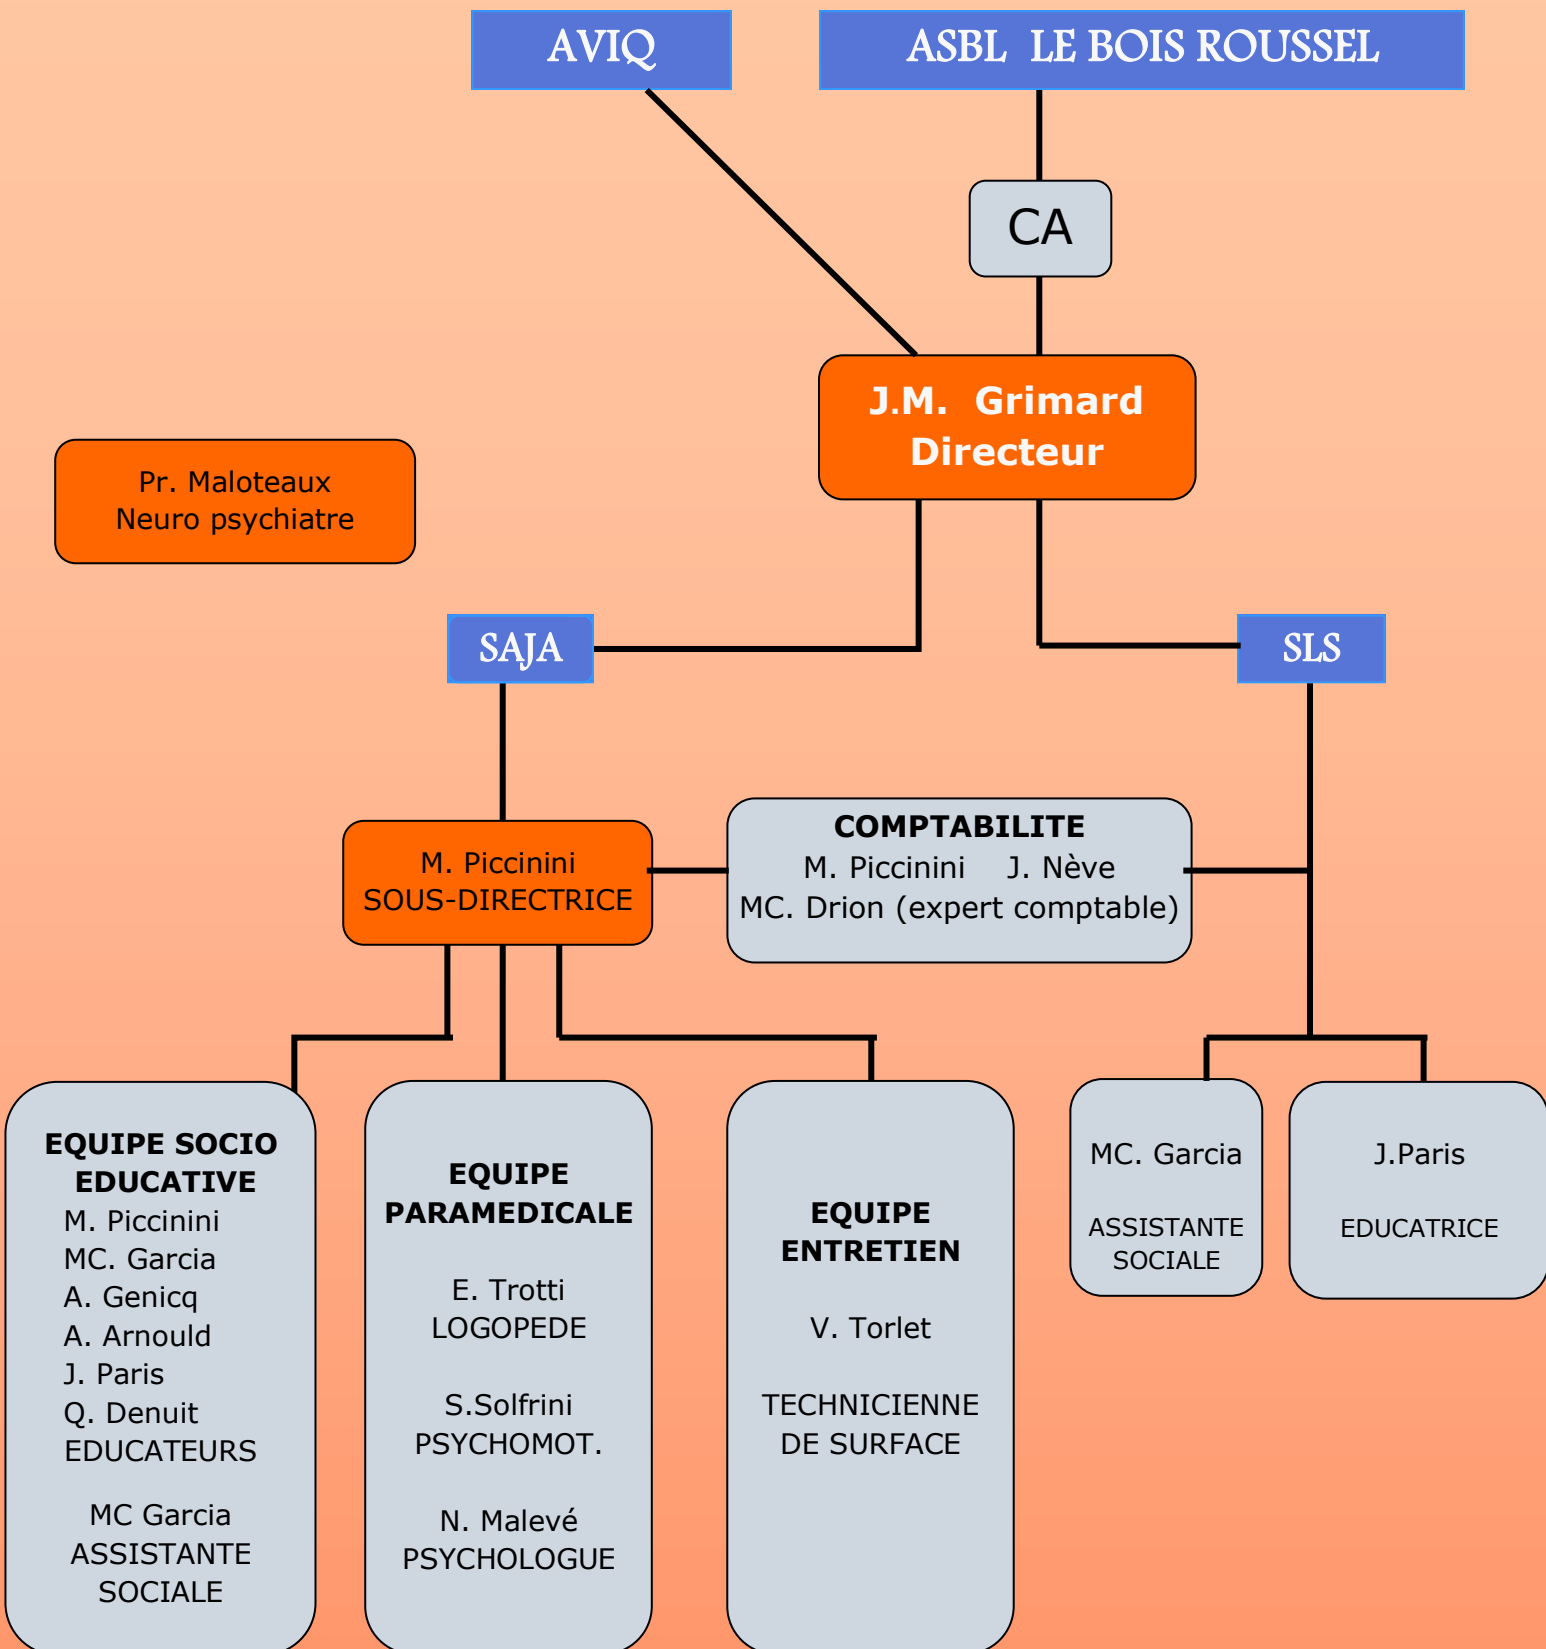 AVIQ
ASBL LE BOIS ROUSSEL
CA
J.M. Grimard
Directeur
Pr. Maloteaux
Neuro psychiatre
SAJA
SLS
M. Piccinini
SOUS-DIRECTRICE
COMPTABILITE
M. Piccinini J. Nève
MC. Drion (expert comptable)
EQUIPE SOCIO
EDUCATIVE
M. Piccinini
MC. Garcia
A. Genicq
A. Arnould
J. Paris
Q. Denuit
EDUCATEURS
MC Garcia
ASSISTANTE
SOCIALE
EQUIPE
PARAMEDICALE
E. Trotti
LOGOPEDE
S.Solfrini
PSYCHOMOT.
N. Malevé
PSYCHOLOGUE
EQUIPE
ENTRETIEN
V. Torlet
TECHNICIENNE
DE SURFACE
MC. Garcia
ASSISTANTE
SOCIALE
J.Paris
EDUCATRICE